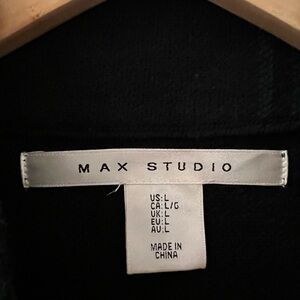 MAX STUDIO
US:L
CA:L/G
UK:L
EU:L
AU:L
MADE IN
CHINA